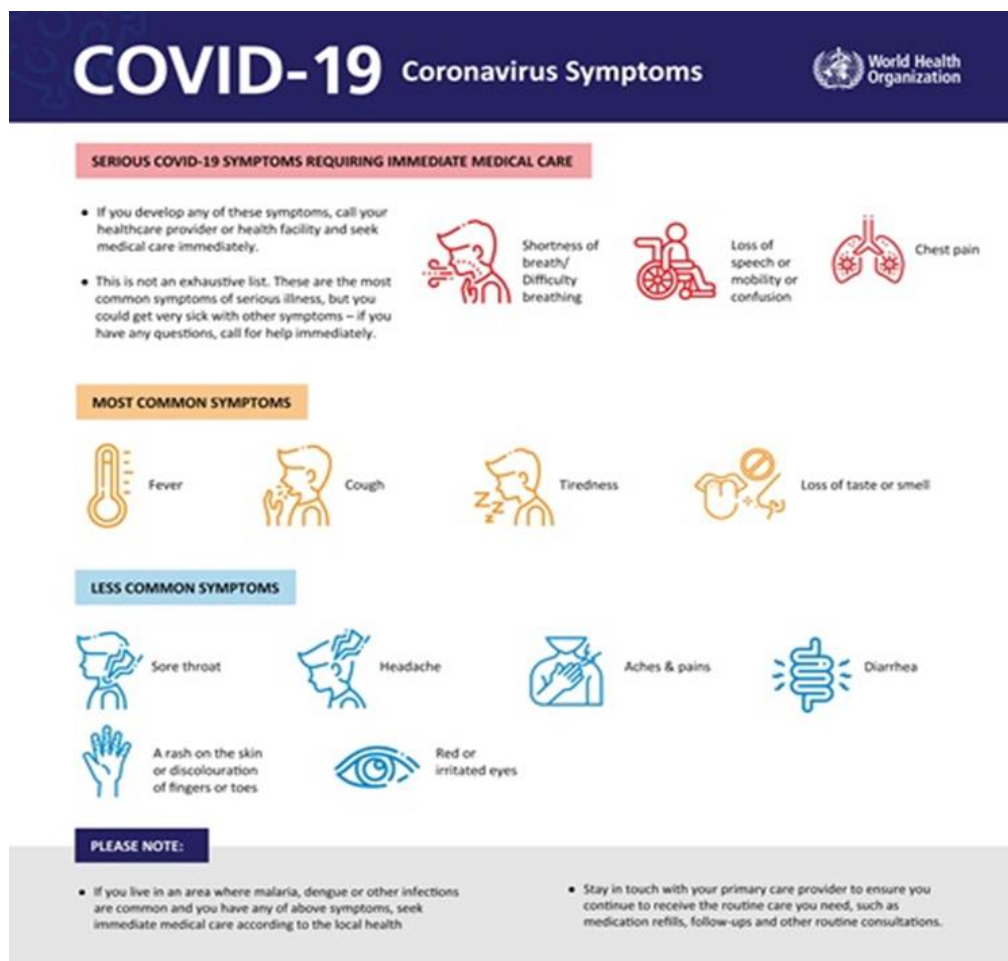 COVID-19 Coronavirus Symptoms
World Health
Organization
SERIOUS COVID-19 SYMPTOMS REQUIRING IMMEDIATE MEDICAL CARE
• If you develop any of these symptoms, call your
healthcare provider or health facility and seek
medical care immediately.
• This is not an exhaustive list. These are the most
common symptoms of serious illness, but you
could get very sick with other symptoms – if you
have any questions, call for help immediately.
Shortness of
breath/
Difficulty
breathing
Loss of
speech or
mobility or
confusion
Chest pain
MOST COMMON SYMPTOMS
Fever
Cough
Tiredness
Loss of taste or smell
LESS COMMON SYMPTOMS
Sore throat
Headache
Aches & pains
Diarrhea
A rash on the skin
or discolouration
of fingers or toes
Red or
irritated eyes
PLEASE NOTE:
• If you live in an area where malaria, dengue or other infections
are common and you have any of above symptoms, seek
immediate medical care according to the local health
• Stay in touch with your primary care provider to ensure you
continue to receive the routine care you need, such as
medication refills, follow-ups and other routine consultations.